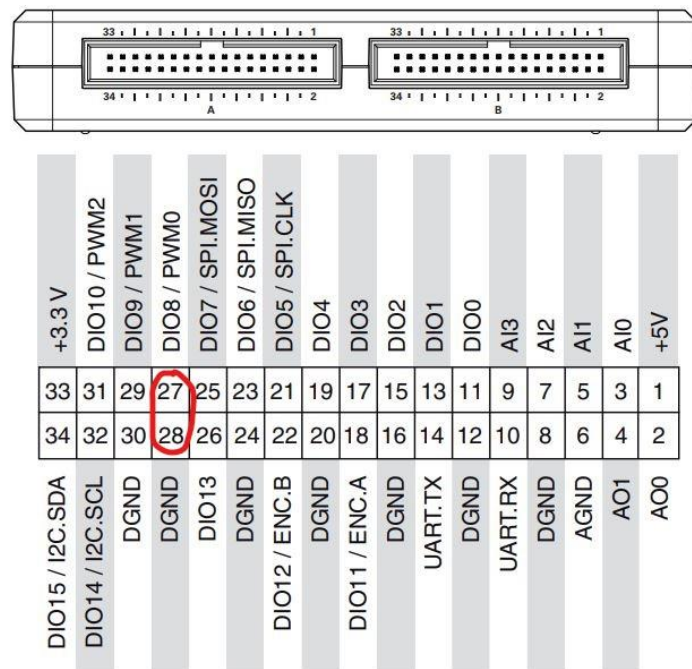 33 1 33 1
34 2 34 2
A B
+3.3 V
DIO10 / PWM2
DIO9 / PWM1
DIO8 / PWM0
DIO7 / SPI.MOSI
DIO6 / SPI.MISO
DIO5 / SPI.CLK
DIO4
DIO3
DIO2
DIO1
DIO0
AI3
AI2
AI1
AI0
+5V
33 31 29 27 25 23 21 19 17 15 13 11 9 7 5 3 1
34 32 30 28 26 24 22 20 18 16 14 12 10 8 6 4 2
DIO15 / I2C.SDA
DIO14 / I2C.SCL
DGND
DGND
DIO13
DGND
DIO12 / ENC.B
DGND
DIO11 / ENC.A
DGND
UART.TX
DGND
UART.RX
DGND
AGND
AO1
AO0